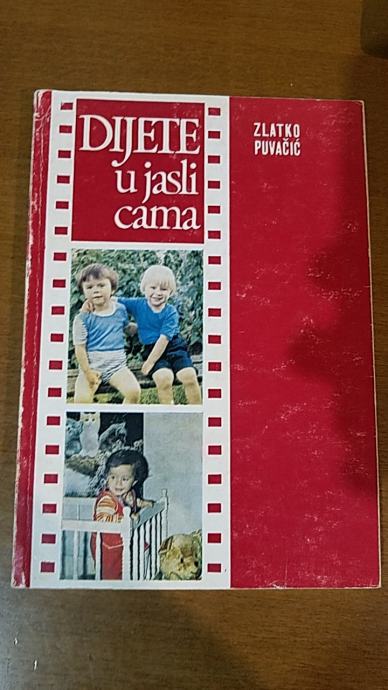 DIJETE
u jasli
cama
ZLATKO
PUVAČIĆ